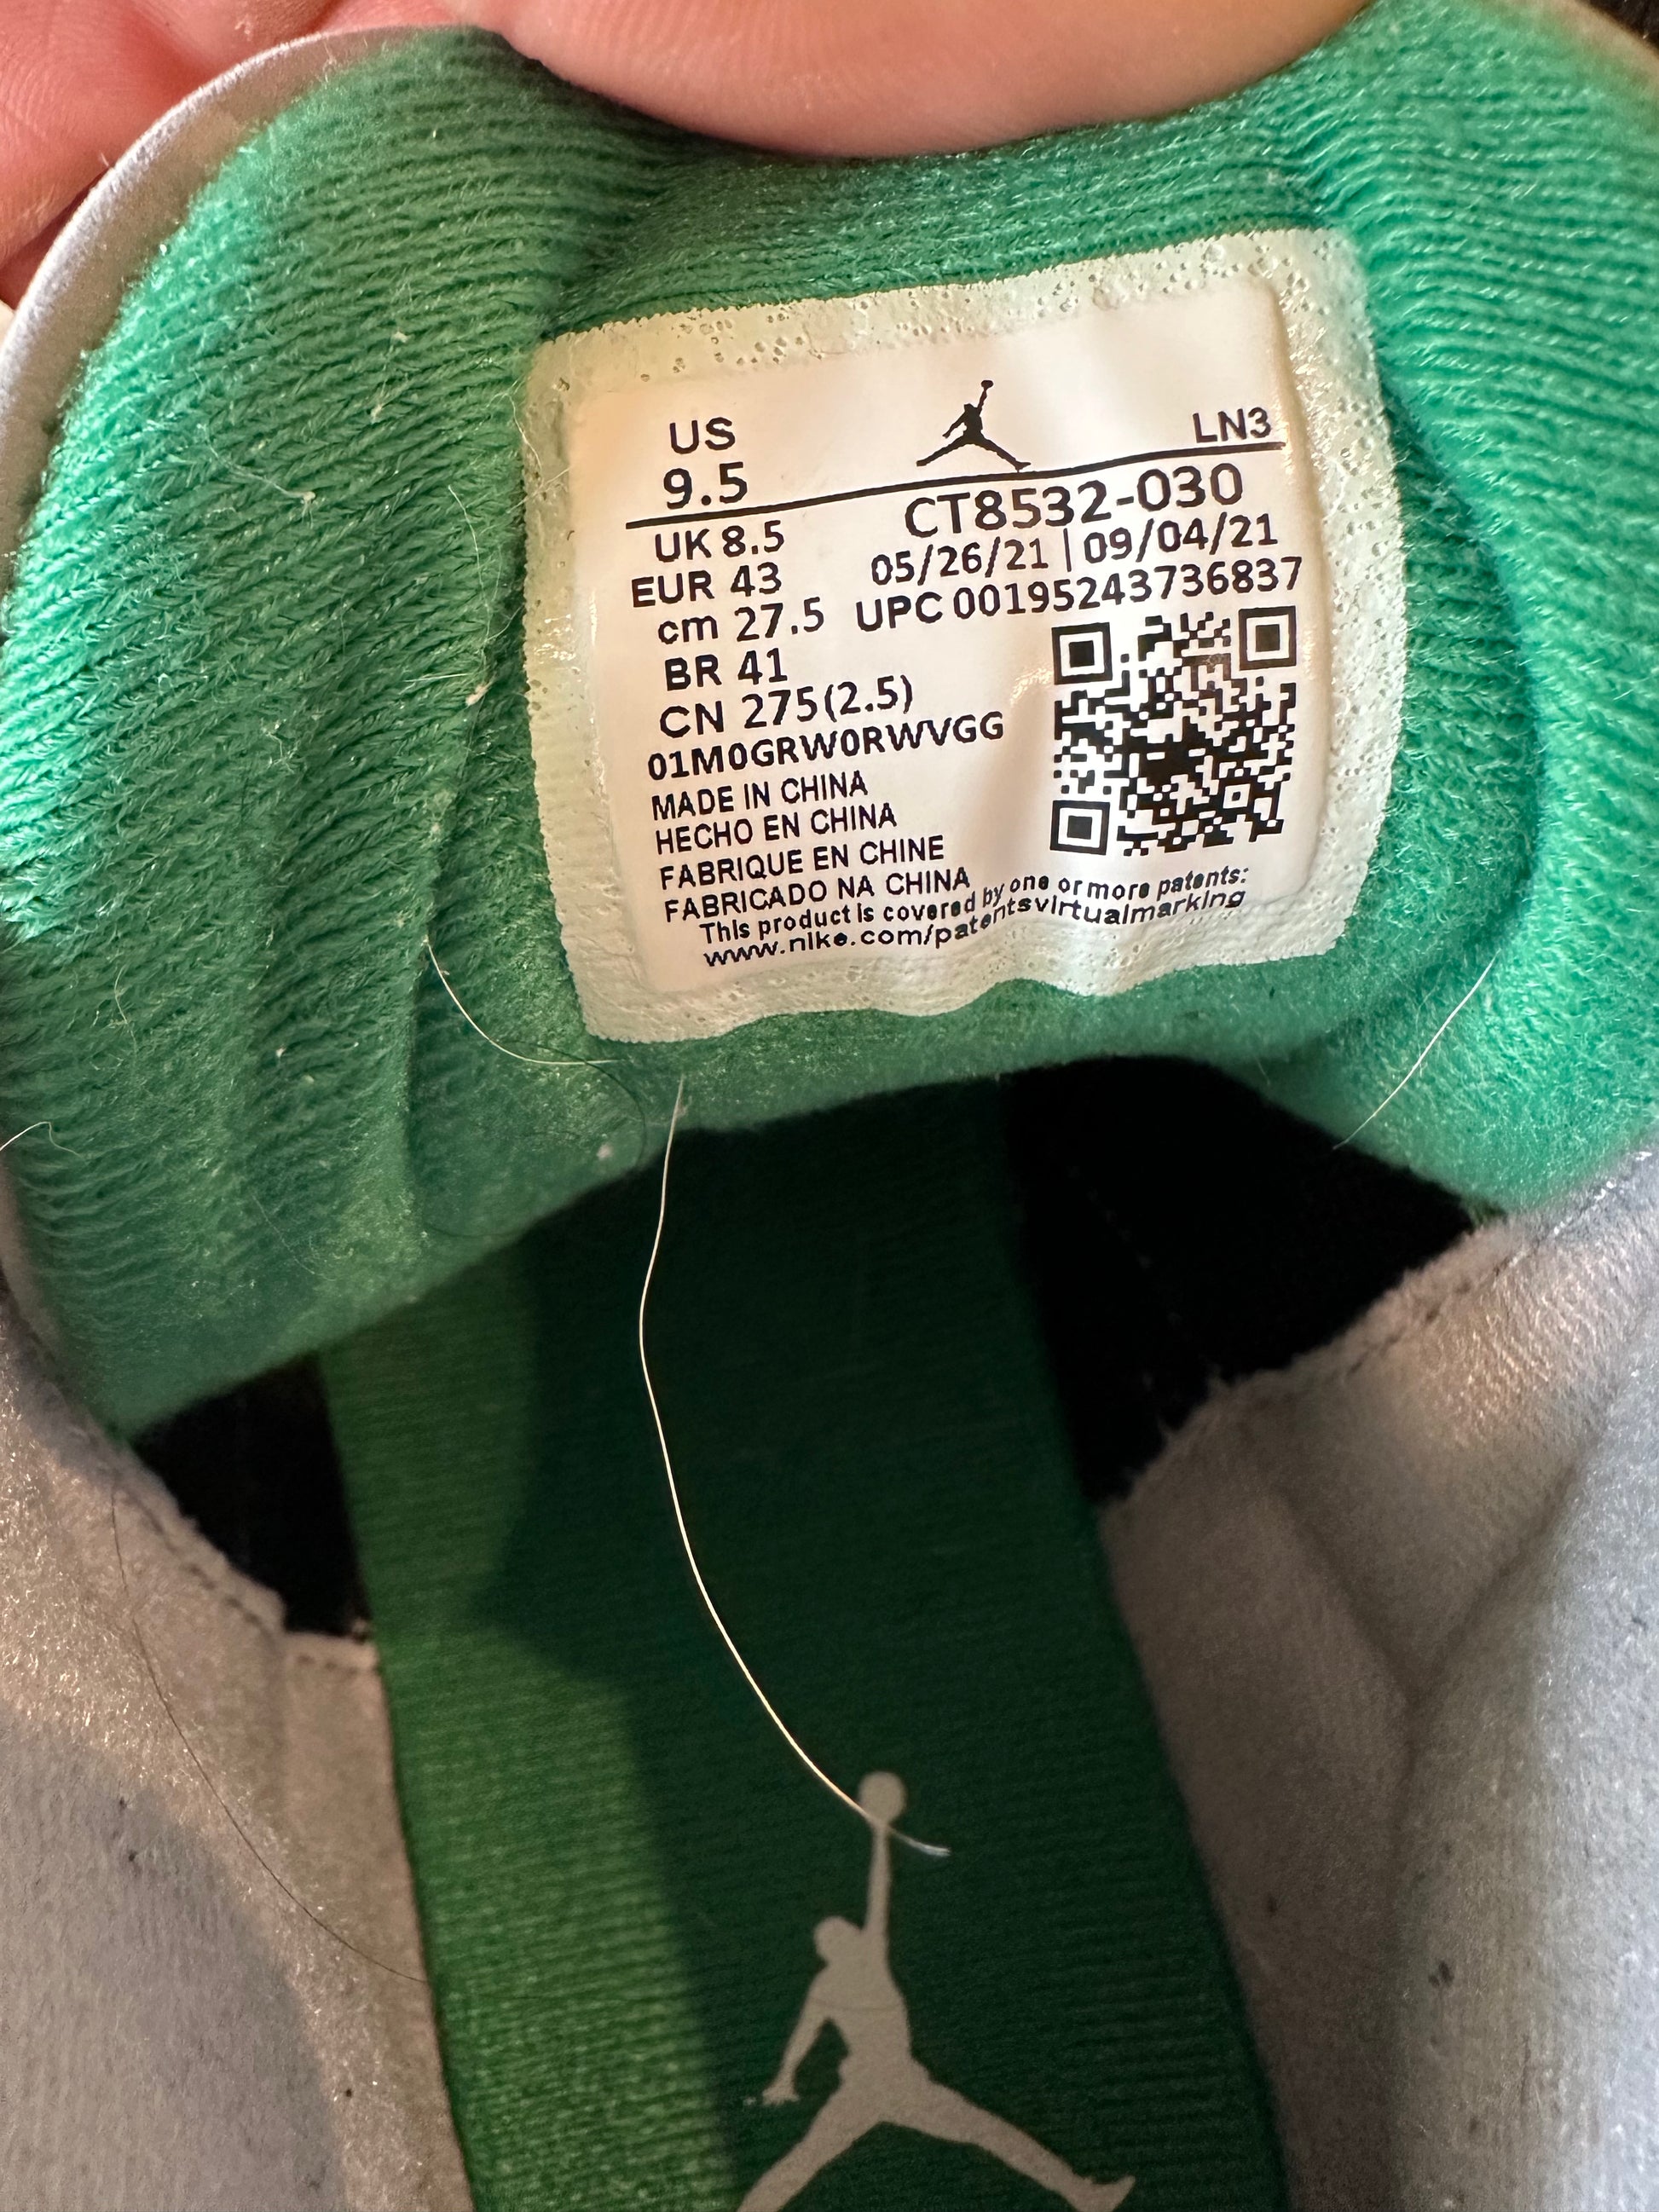 US
9.5
LN3
UK 8.5
EUR 43
cm 27.5
BR 41
CN 275(2.5)
01M0GRW0RWVGG
CT8532-030
05/26/21 | 09/04/21
UPC 00195243736837
MADE IN CHINA
HECHO EN CHINA
FABRIQUE EN CHINE
FABRICADO NA CHINA
This product is covered by one or more patents:
www.nike.com/patentsvirtualmarking